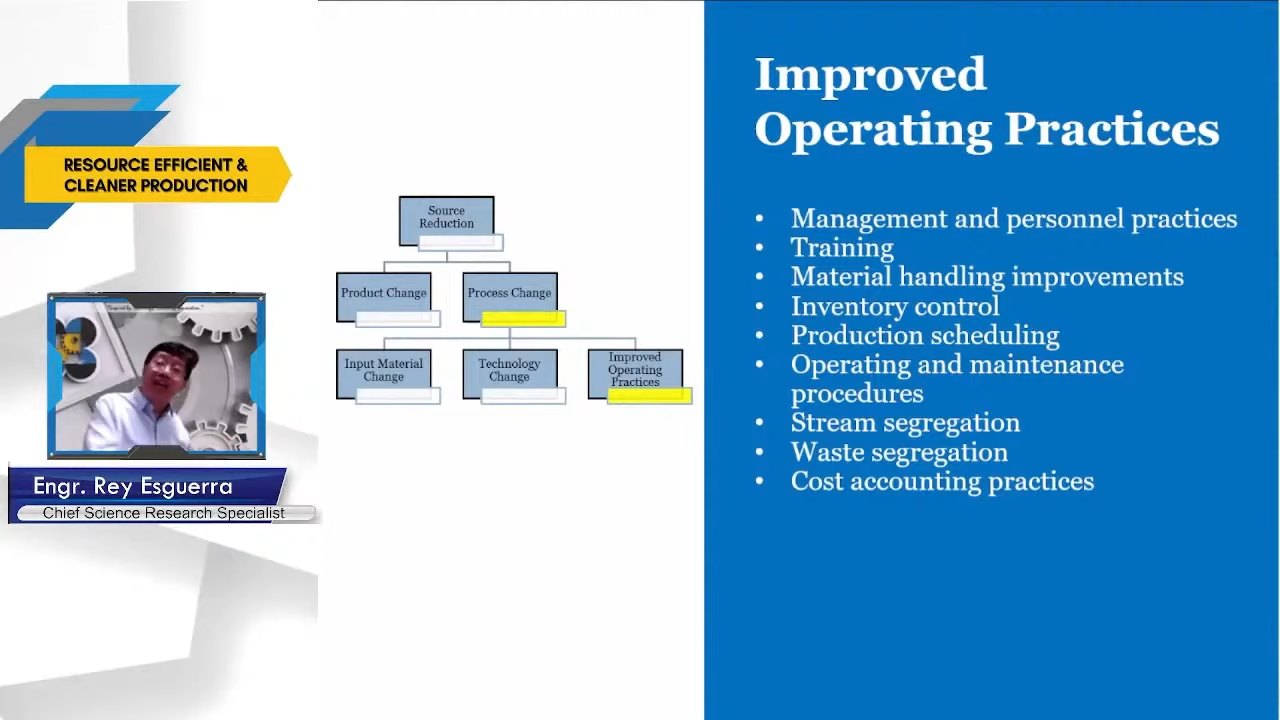 RESOURCE EFFICIENT &
CLEANER PRODUCTION
Engr. Rey Esguerra
Chief Science Research Specialist
Source
Reduction
Product Change
Process Change
Input Material
Change
Technology
Change
Improved
Operating
Practices
Improved
Operating Practices
• Management and personnel practices
• Training
• Material handling improvements
• Inventory control
• Production scheduling
• Operating and maintenance
procedures
• Stream segregation
• Waste segregation
• Cost accounting practices